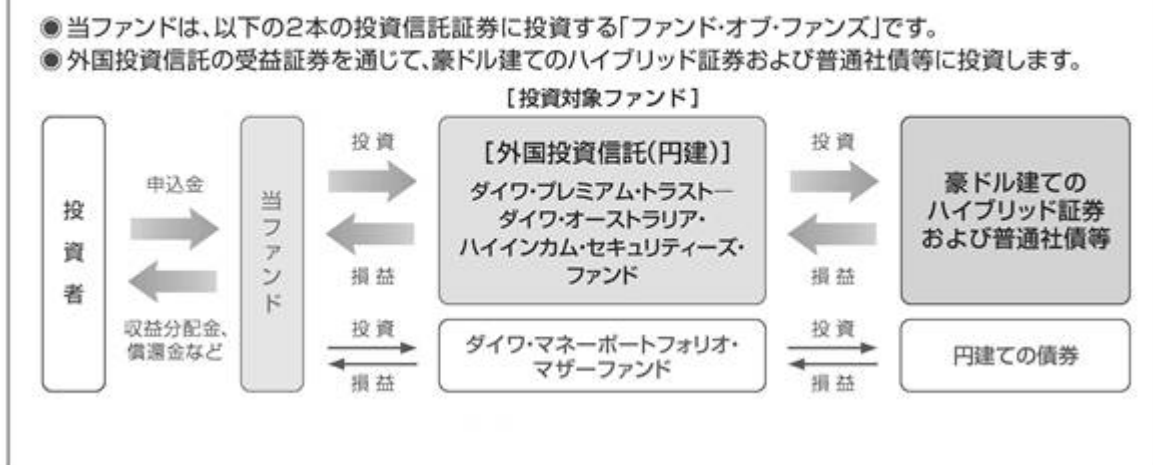 ●当ファンドは、以下の2本の投資信託証券に投資する「ファンド・オブ・ファンズ」です。
●外国投資信託の受益証券を通じて、豪ドル建てのハイブリッド証券および普通社債等に投資します。
[投資対象ファンド]
投資者
申込金
収益分配金、
償還金など
当ファンド
投資
損益
投資
損益
[外国投資信託(円建)]
ダイワ・プレミアム・トラスト―
ダイワ・オーストラリア・
ハイインカム・セキュリティーズ・
ファンド
ダイワ・マネーポートフォリオ・
マザーファンド
投資
損益
投資
損益
豪ドル建ての
ハイブリッド証券
および普通社債等
円建ての債券